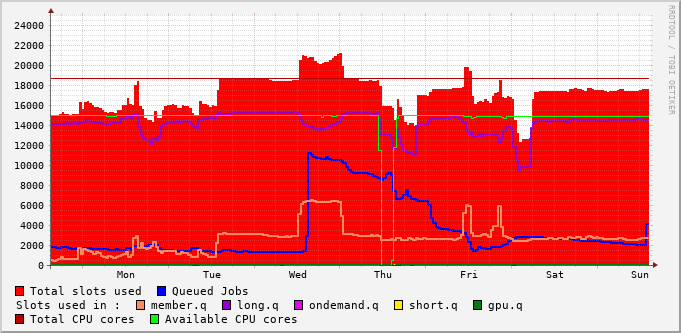 RRDTOOL / TOBI OETIKER
24000
22000
20000
18000
16000
14000
12000
10000
8000
6000
4000
2000
0
Mon Tue Wed Thu Fri Sat Sun
Total slots used Queued Jobs
Slots used in : member.q long.q ondemand.q short.q gpu.q
Total CPU cores Available CPU cores